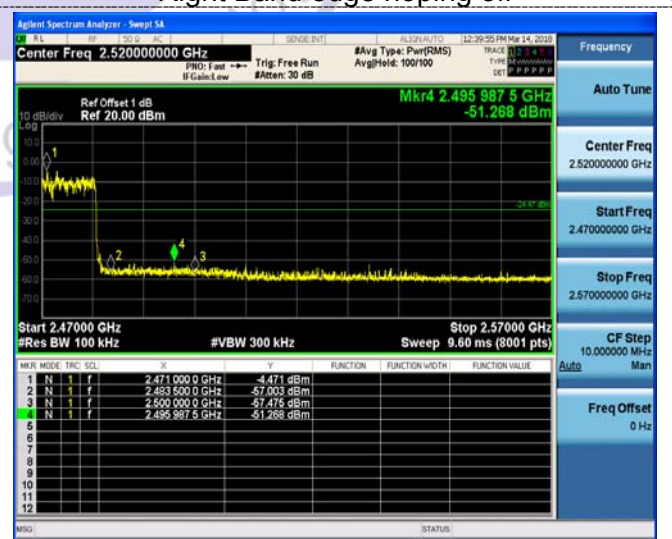 Right Band edge hoping off
Agilent Spectrum Analyzer - Swept SA
RL RF 50 Ω AC SENSE:INT ALIGN AUTO 12:39:55 PM Mar 14, 2018
Center Freq 2.520000000 GHz #Avg Type: Pwr(RMS) TRACE 1 2 3 4 5 6
PNO: Fast Trig: Free Run Avg|Hold: 100/100 TYPE M
IFGain:Low #Atten: 30 dB DET P P P P P P
Frequency
Auto Tune
Center Freq
2.520000000 GHz
Start Freq
2.470000000 GHz
Stop Freq
2.570000000 GHz
CF Step
10.000000 MHz
Auto Man
Freq Offset
0 Hz
Mkr4 2.495 987 5 GHz
Ref Offset 1 dB
10 dB/div Ref 20.00 dBm -51.268 dBm
Log
10.0
0.00
-10.0
-20.0
-24.47 dBm
-30.0
-40.0
-50.0
-60.0
-70.0
1
2
4
3
Start 2.47000 GHz Stop 2.57000 GHz
#Res BW 100 kHz #VBW 300 kHz Sweep 9.60 ms (8001 pts)
MKR MODE TRC SCL X Y FUNCTION FUNCTION WIDTH FUNCTION VALUE
1 N 1 f 2.471 000 0 GHz -4.471 dBm
2 N 1 f 2.483 500 0 GHz -57.003 dBm
3 N 1 f 2.500 000 0 GHz -57.475 dBm
4 N 1 f 2.495 987 5 GHz -51.268 dBm
5
6
7
8
9
10
11
12
MSG STATUS